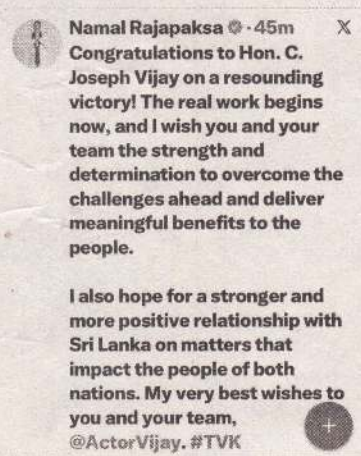 Namal Rajapaksa · 45m X
Congratulations to Hon. C.
Joseph Vijay on a resounding
victory! The real work begins
now, and I wish you and your
team the strength and
determination to overcome the
challenges ahead and deliver
meaningful benefits to the
people.
I also hope for a stronger and
more positive relationship with
Sri Lanka on matters that
impact the people of both
nations. My very best wishes to
you and your team,
@ActorVijay. #TVK